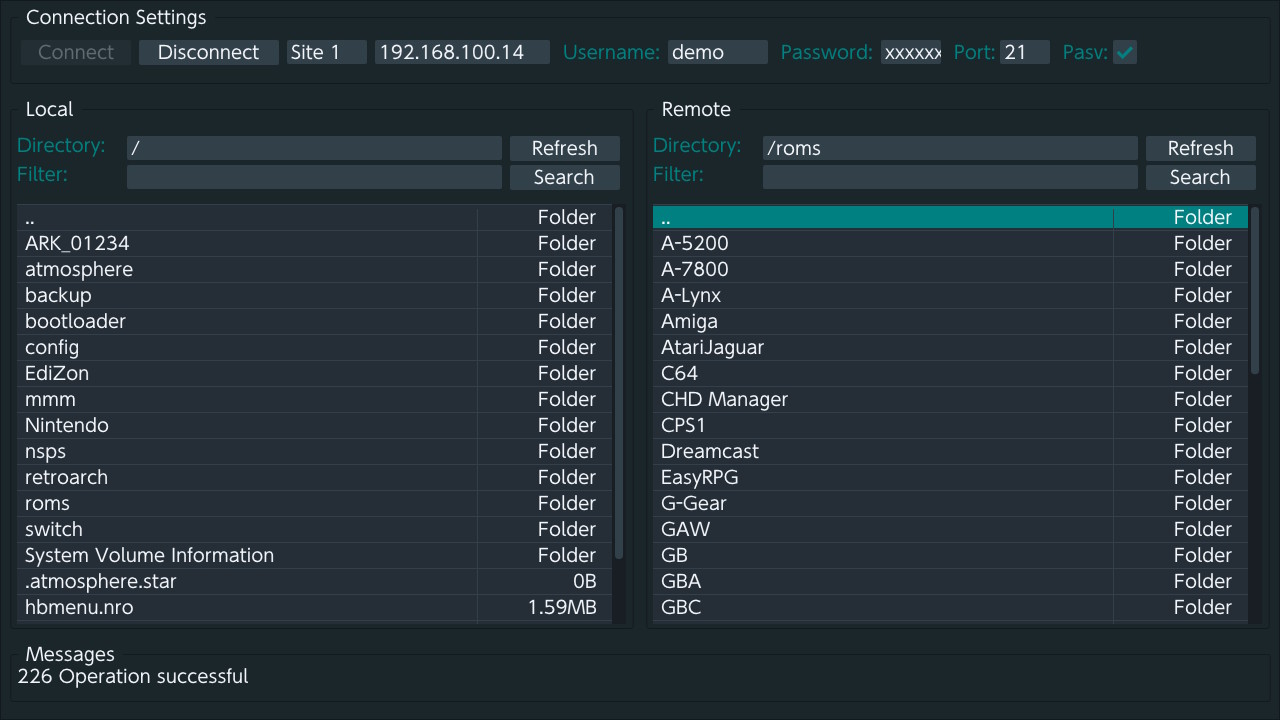 Connection Settings
Connect Disconnect Site 1 192.168.100.14 Username: demo Password: xxxxxx Port: 21 Pasv:
Local
Directory: / Refresh
Filter: Search
.. Folder
ARK_01234 Folder
atmosphere Folder
backup Folder
bootloader Folder
config Folder
EdiZon Folder
mmm Folder
Nintendo Folder
nsps Folder
retroarch Folder
roms Folder
switch Folder
System Volume Information Folder
.atmosphere.star 0B
hbmenu.nro 1.59MB
Remote
Directory: /roms Refresh
Filter: Search
.. Folder
A-5200 Folder
A-7800 Folder
A-Lynx Folder
Amiga Folder
AtariJaguar Folder
C64 Folder
CHD Manager Folder
CPS1 Folder
Dreamcast Folder
EasyRPG Folder
G-Gear Folder
GAW Folder
GB Folder
GBA Folder
GBC Folder
Messages
226 Operation successful